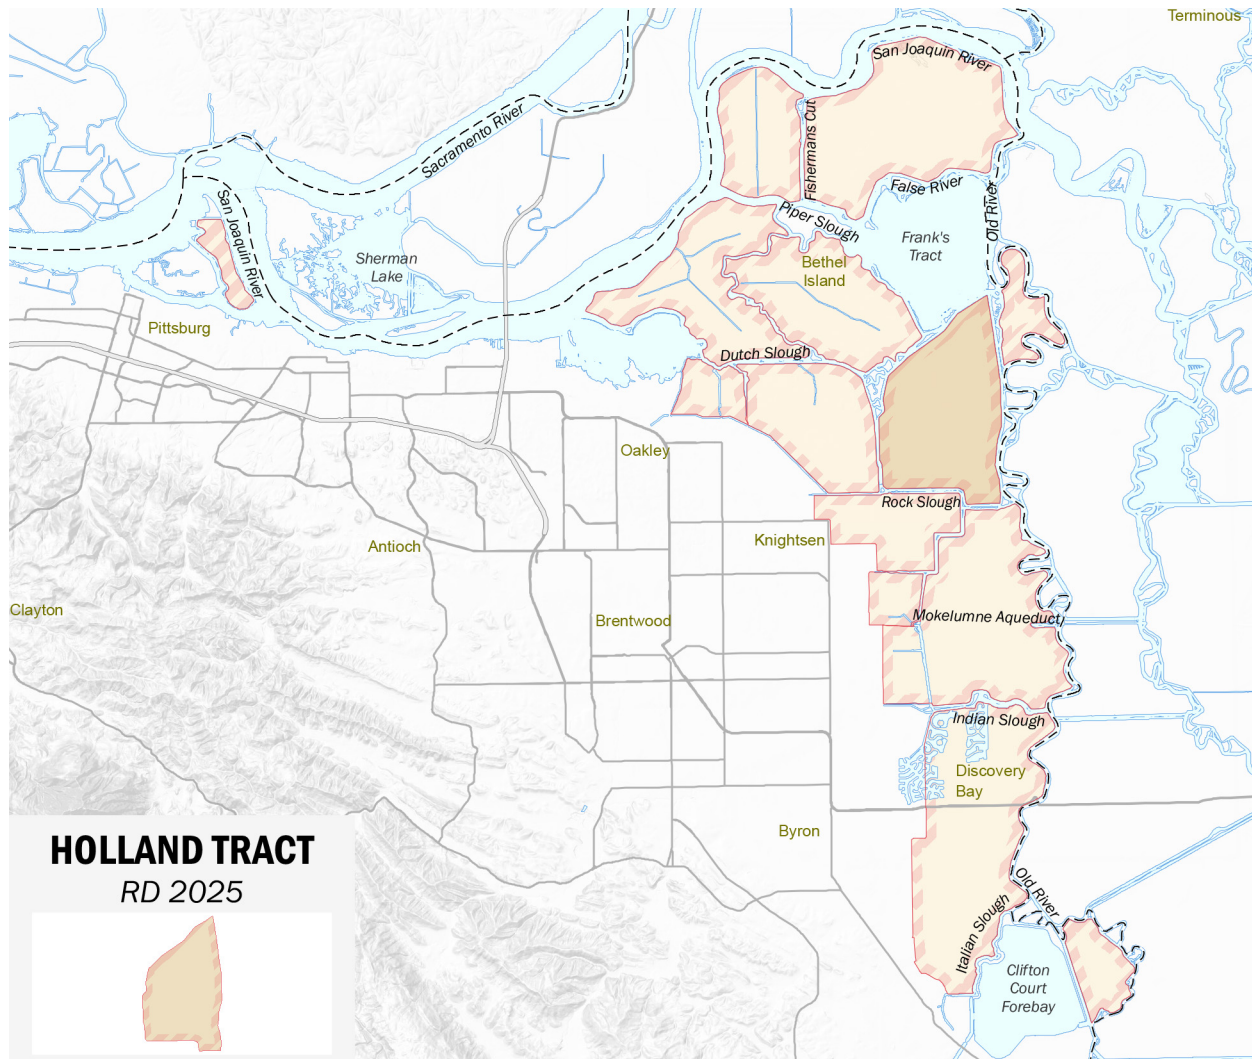 Terminous
San Joaquin River
Sacramento River
Fishermans Cut
False River
San Joaquin River
Piper Slough
Old River
Frank's
Tract
Sherman
Lake
Bethel
Island
Pittsburg
Dutch Slough
Oakley
Rock Slough
Antioch
Knightsen
Clayton
Brentwood
Mokelumne Aqueduct
Indian Slough
Discovery
Bay
Byron
HOLLAND TRACT
RD 2025
Old River
Italian Slough
Clifton
Court
Forebay